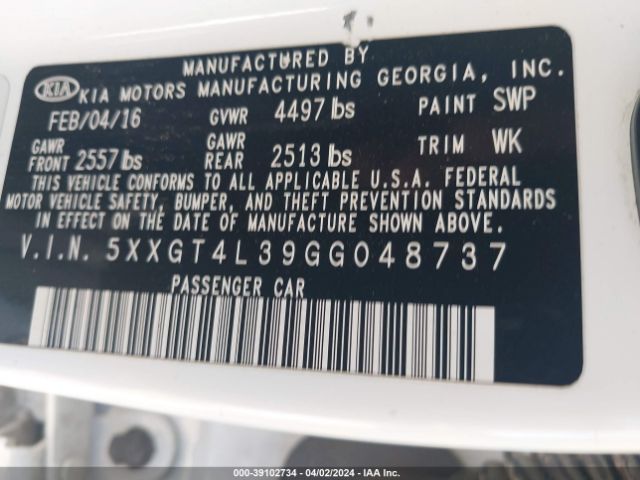 MANUFACTURED BY
KIA KIA MOTORS MANUFACTURING GEORGIA, INC.
FEB/04/16 GVWR 4497 lbs PAINT SWP
GAWR FRONT 2557 lbs GAWR REAR 2513 lbs TRIM WK
THIS VEHICLE CONFORMS TO ALL APPLICABLE U.S.A. FEDERAL
MOTOR VEHICLE SAFETY, BUMPER, AND THEFT PREVENTION STANDARDS
IN EFFECT ON THE DATE OF MANUFACTURE SHOWN ABOVE.
V.I.N. 5XXGT4L39GG048737
PASSENGER CAR
000-39102734 - 04/02/2024 - IAA Inc.